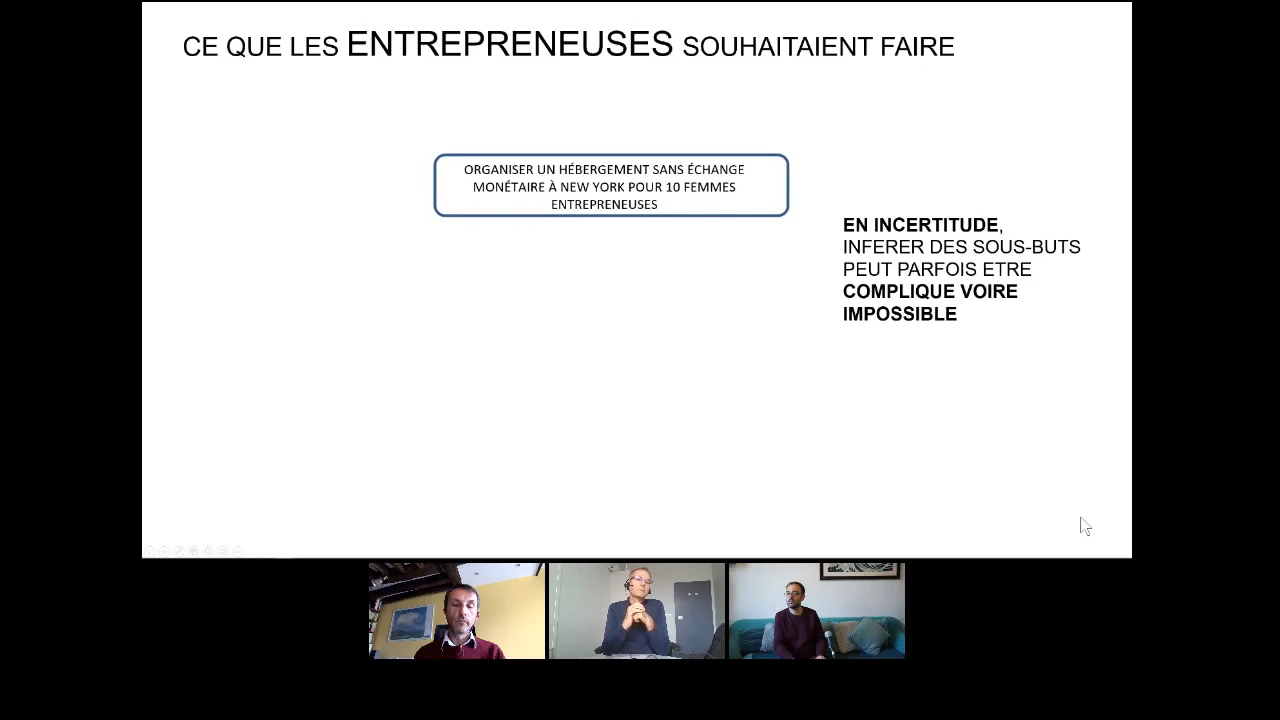 CE QUE LES ENTREPRENEUSES SOUHAITAIENT FAIRE
ORGANISER UN HÉBERGEMENT SANS ÉCHANGE
MONÉTAIRE À NEW YORK POUR 10 FEMMES
ENTREPRENEUSES
EN INCERTITUDE,
INFERER DES SOUS-BUTS
PEUT PARFOIS ETRE
COMPLIQUE VOIRE
IMPOSSIBLE